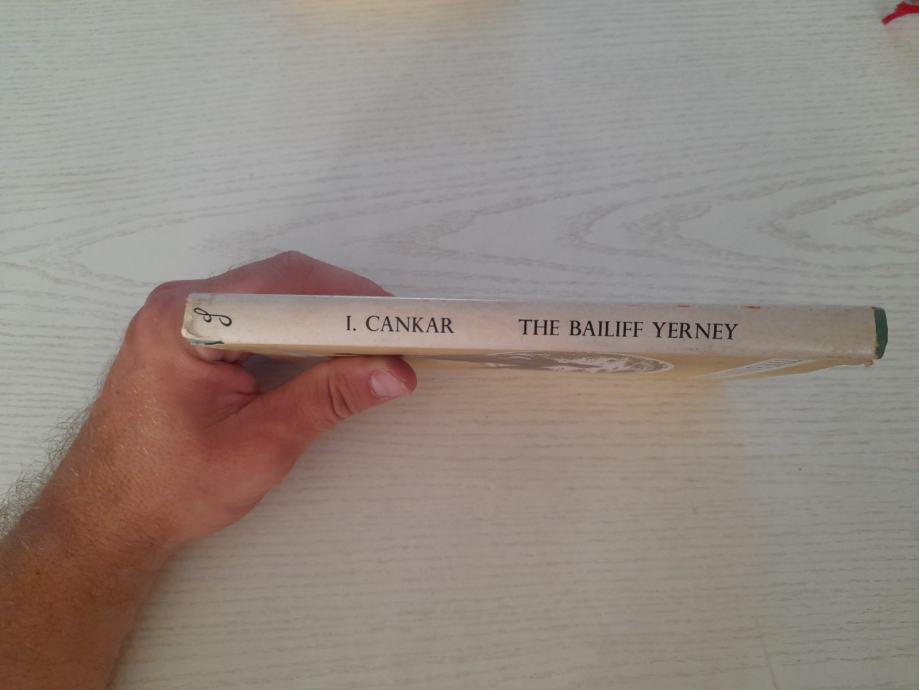 I. CANKAR THE BAILIFF YERNEY